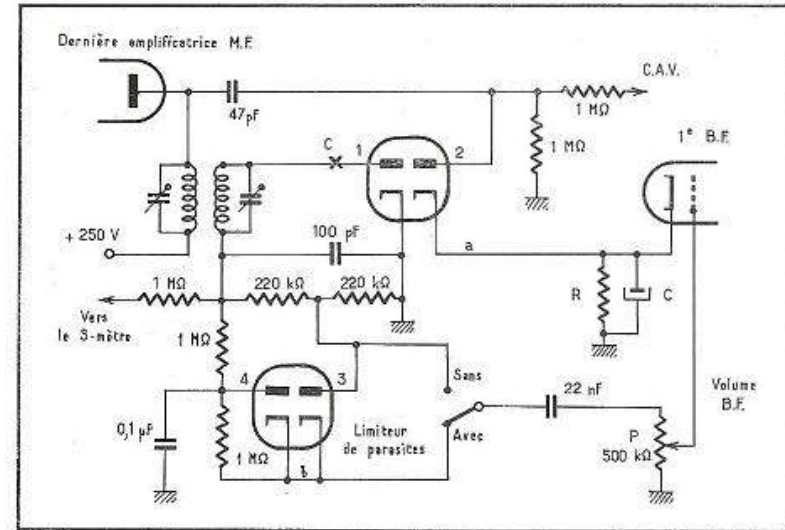 Dernière amplificatrice M.F.
C.A.V.
47pF
1 MΩ
1 MΩ
1e B.F.
C
1
2
+ 250 V
100 pF
a
1 MΩ
220 kΩ
220 kΩ
R
C
Vers
le S-mètre
1 MΩ
4
3
Sans
22 nF
Volume
B.F.
0,1 µF
Limiteur
de parasites
Avec
P
500 kΩ
1 MΩ
b